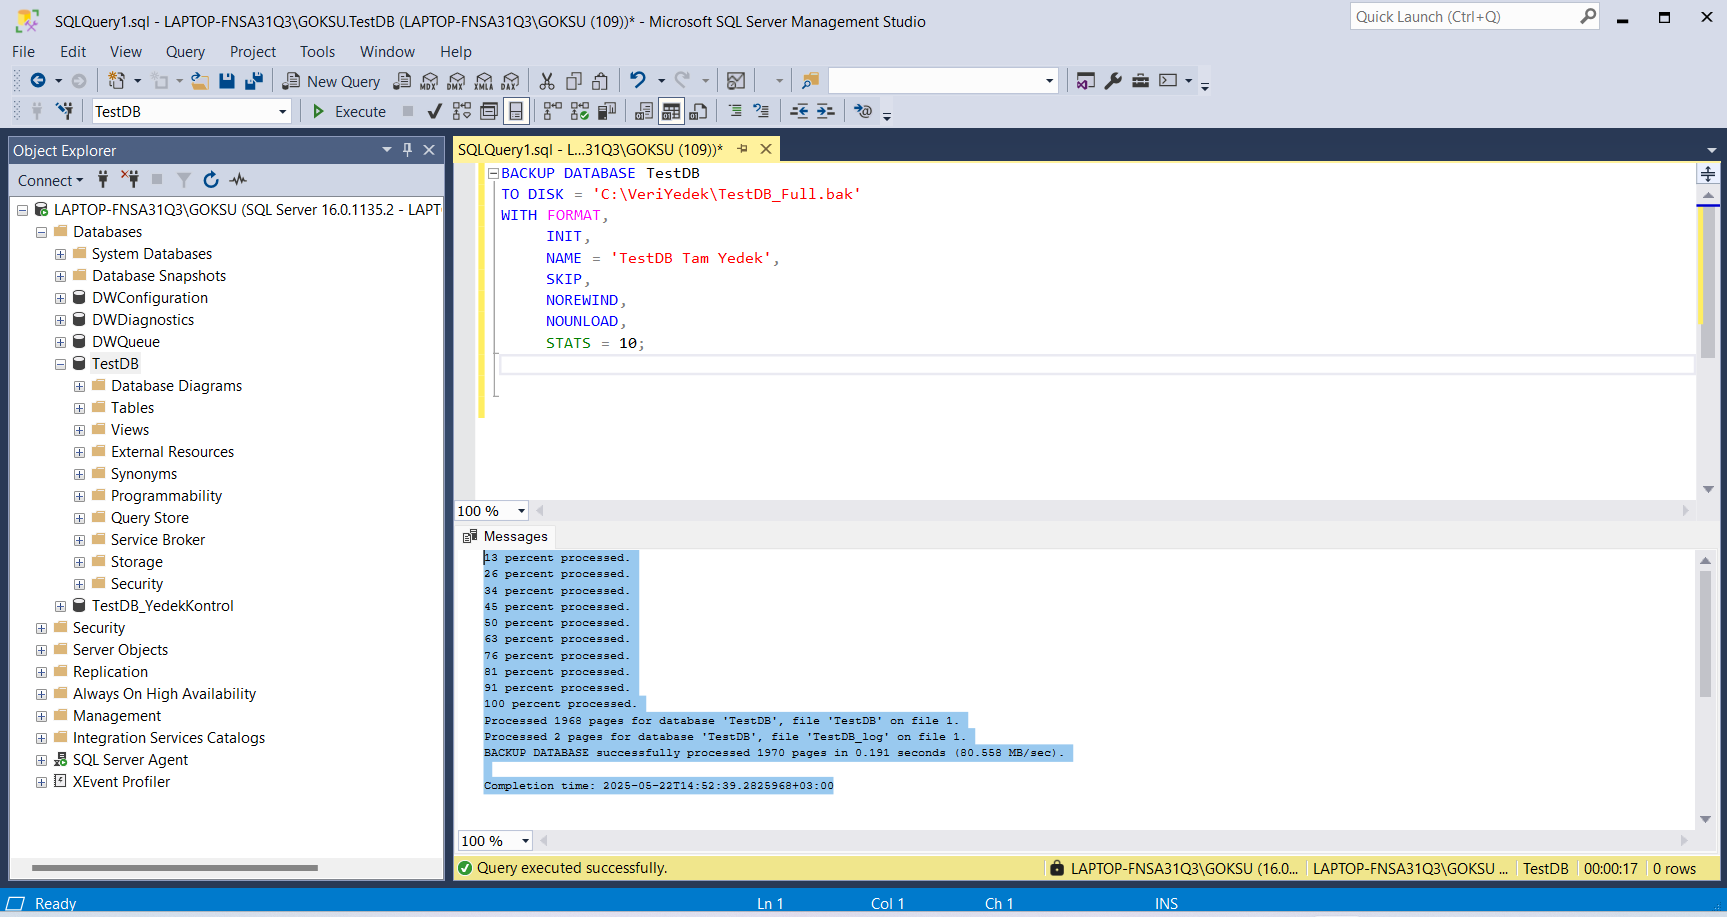 SQLQuery1.sql - LAPTOP-FNSA31Q3\GOKSU.TestDB (LAPTOP-FNSA31Q3\GOKSU (109))* - Microsoft SQL Server Management Studio
Quick Launch (Ctrl+Q)
File Edit View Query Project Tools Window Help
New Query MDX DMX XMLA DAX
TestDB Execute
Object Explorer
Connect
LAPTOP-FNSA31Q3\GOKSU (SQL Server 16.0.1135.2 - LAPT
Databases
System Databases
Database Snapshots
DWConfiguration
DWDiagnostics
DWQueue
TestDB
Database Diagrams
Tables
Views
External Resources
Synonyms
Programmability
Query Store
Service Broker
Storage
Security
TestDB_YedekKontrol
Security
Server Objects
Replication
Always On High Availability
Management
Integration Services Catalogs
SQL Server Agent
XEvent Profiler
SQLQuery1.sql - L...31Q3\GOKSU (109))*
BACKUP DATABASE TestDB
TO DISK = 'C:\VeriYedek\TestDB_Full.bak'
WITH FORMAT,
INIT,
NAME = 'TestDB Tam Yedek',
SKIP,
NOREWIND,
NOUNLOAD,
STATS = 10;
100 %
Messages
13 percent processed.
26 percent processed.
34 percent processed.
45 percent processed.
50 percent processed.
63 percent processed.
76 percent processed.
81 percent processed.
91 percent processed.
100 percent processed.
Processed 1968 pages for database 'TestDB', file 'TestDB' on file 1.
Processed 2 pages for database 'TestDB', file 'TestDB_log' on file 1.
BACKUP DATABASE successfully processed 1970 pages in 0.191 seconds (80.558 MB/sec).
Completion time: 2025-05-22T14:52:39.2825968+03:00
100 %
Query executed successfully. LAPTOP-FNSA31Q3\GOKSU (16.0... LAPTOP-FNSA31Q3\GOKSU ... TestDB 00:00:17 0 rows
Ready Ln 1 Col 1 Ch 1 INS